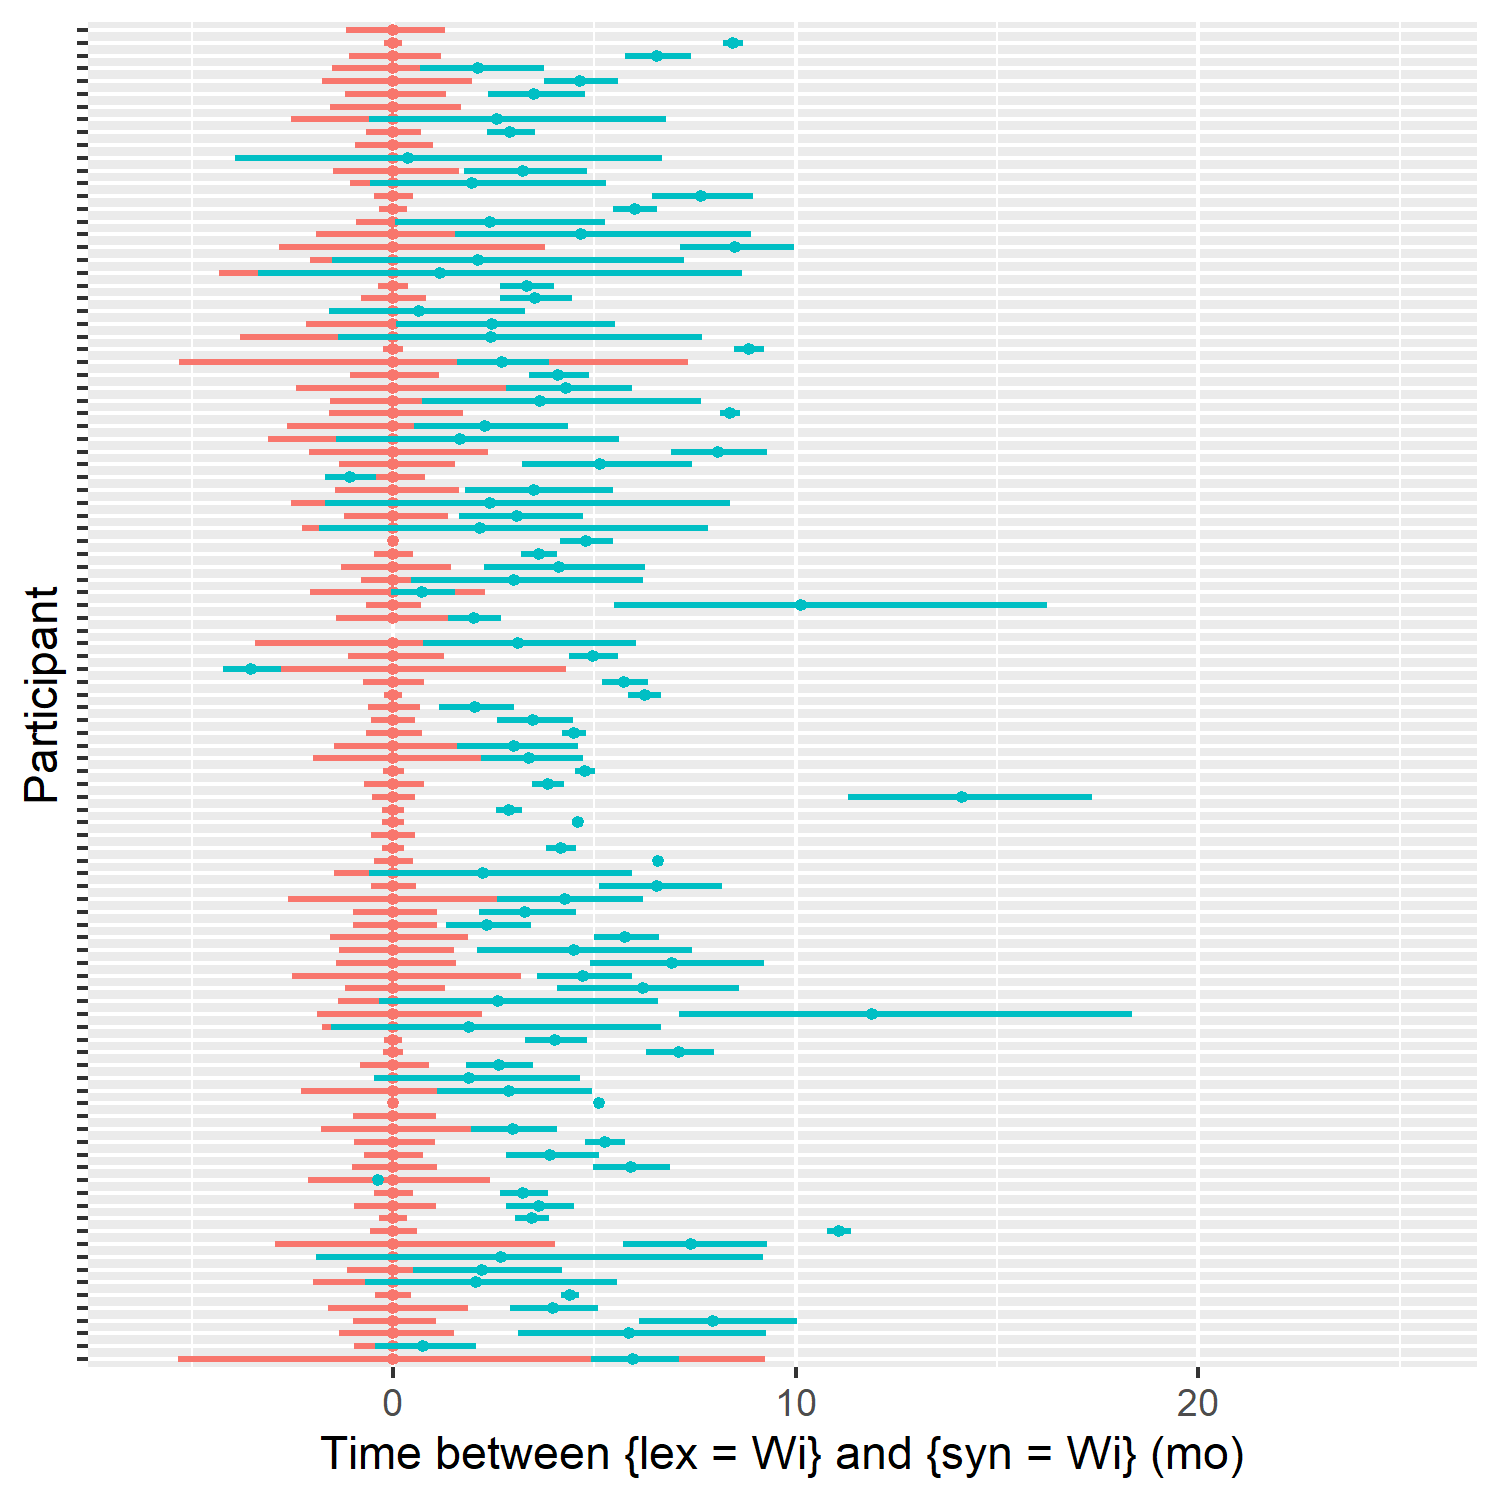 Participant
0 10 20
Time between {lex = Wi} and {syn = Wi} (mo)